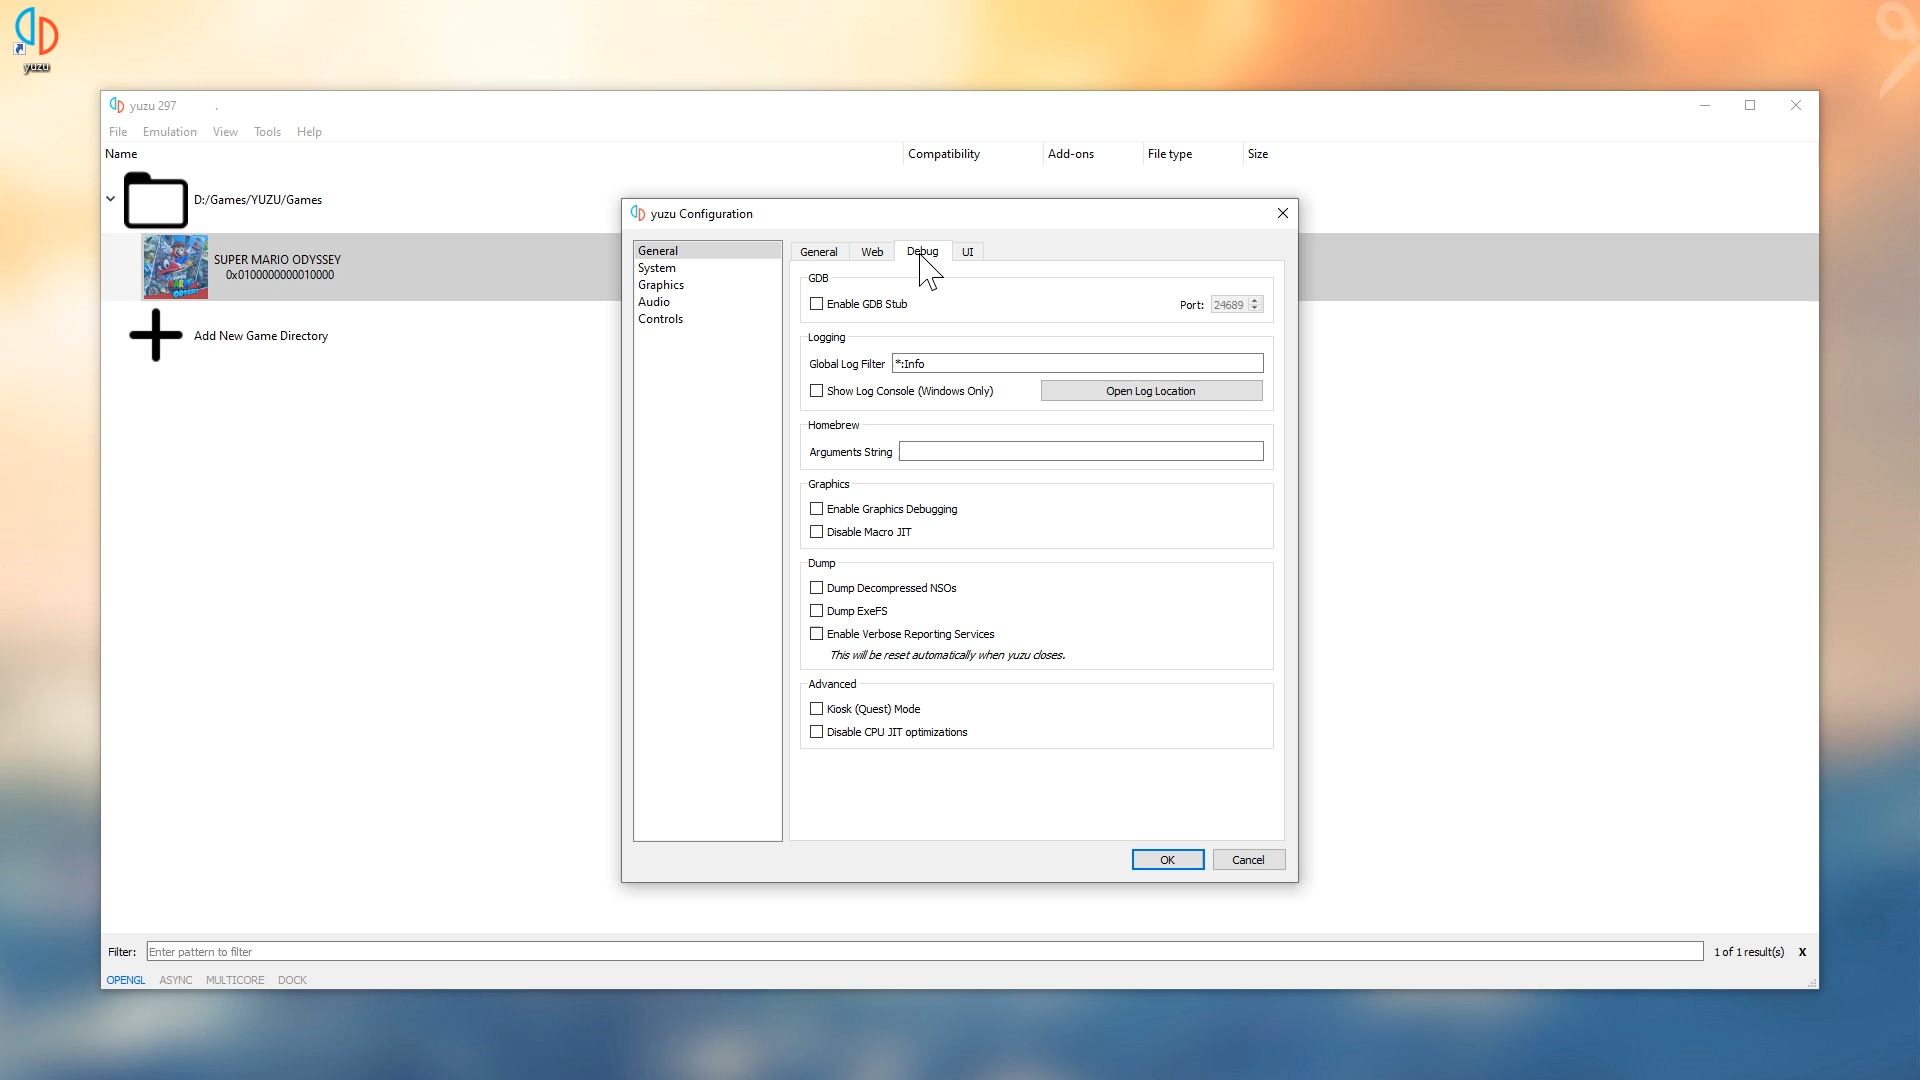 yuzu
yuzu 297
File Emulation View Tools Help
Name Compatibility Add-ons File type Size
D:/Games/YUZU/Games
SUPER MARIO ODYSSEY
0x0100000000010000
Add New Game Directory
yuzu Configuration
General
System
Graphics
Audio
Controls
General Web Debug UI
GDB
Enable GDB Stub Port: 24689
Logging
Global Log Filter *:Info
Show Log Console (Windows Only) Open Log Location
Homebrew
Arguments String
Graphics
Enable Graphics Debugging
Disable Macro JIT
Dump
Dump Decompressed NSOs
Dump ExeFS
Enable Verbose Reporting Services
This will be reset automatically when yuzu closes.
Advanced
Kiosk (Quest) Mode
Disable CPU JIT optimizations
OK Cancel
Filter: Enter pattern to filter 1 of 1 result(s) X
OPENGL ASYNC MULTICORE DOCK